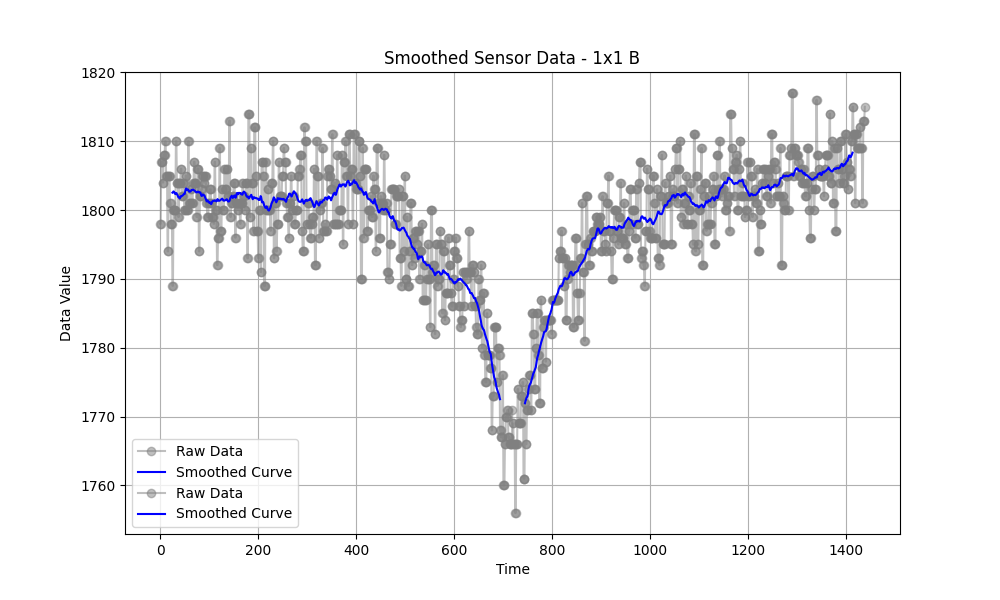 Smoothed Sensor Data - 1x1 B
Data Value
1820
1810
1800
1790
1780
1770
1760
Raw Data
Smoothed Curve
Raw Data
Smoothed Curve
0 200 400 600 800 1000 1200 1400
Time